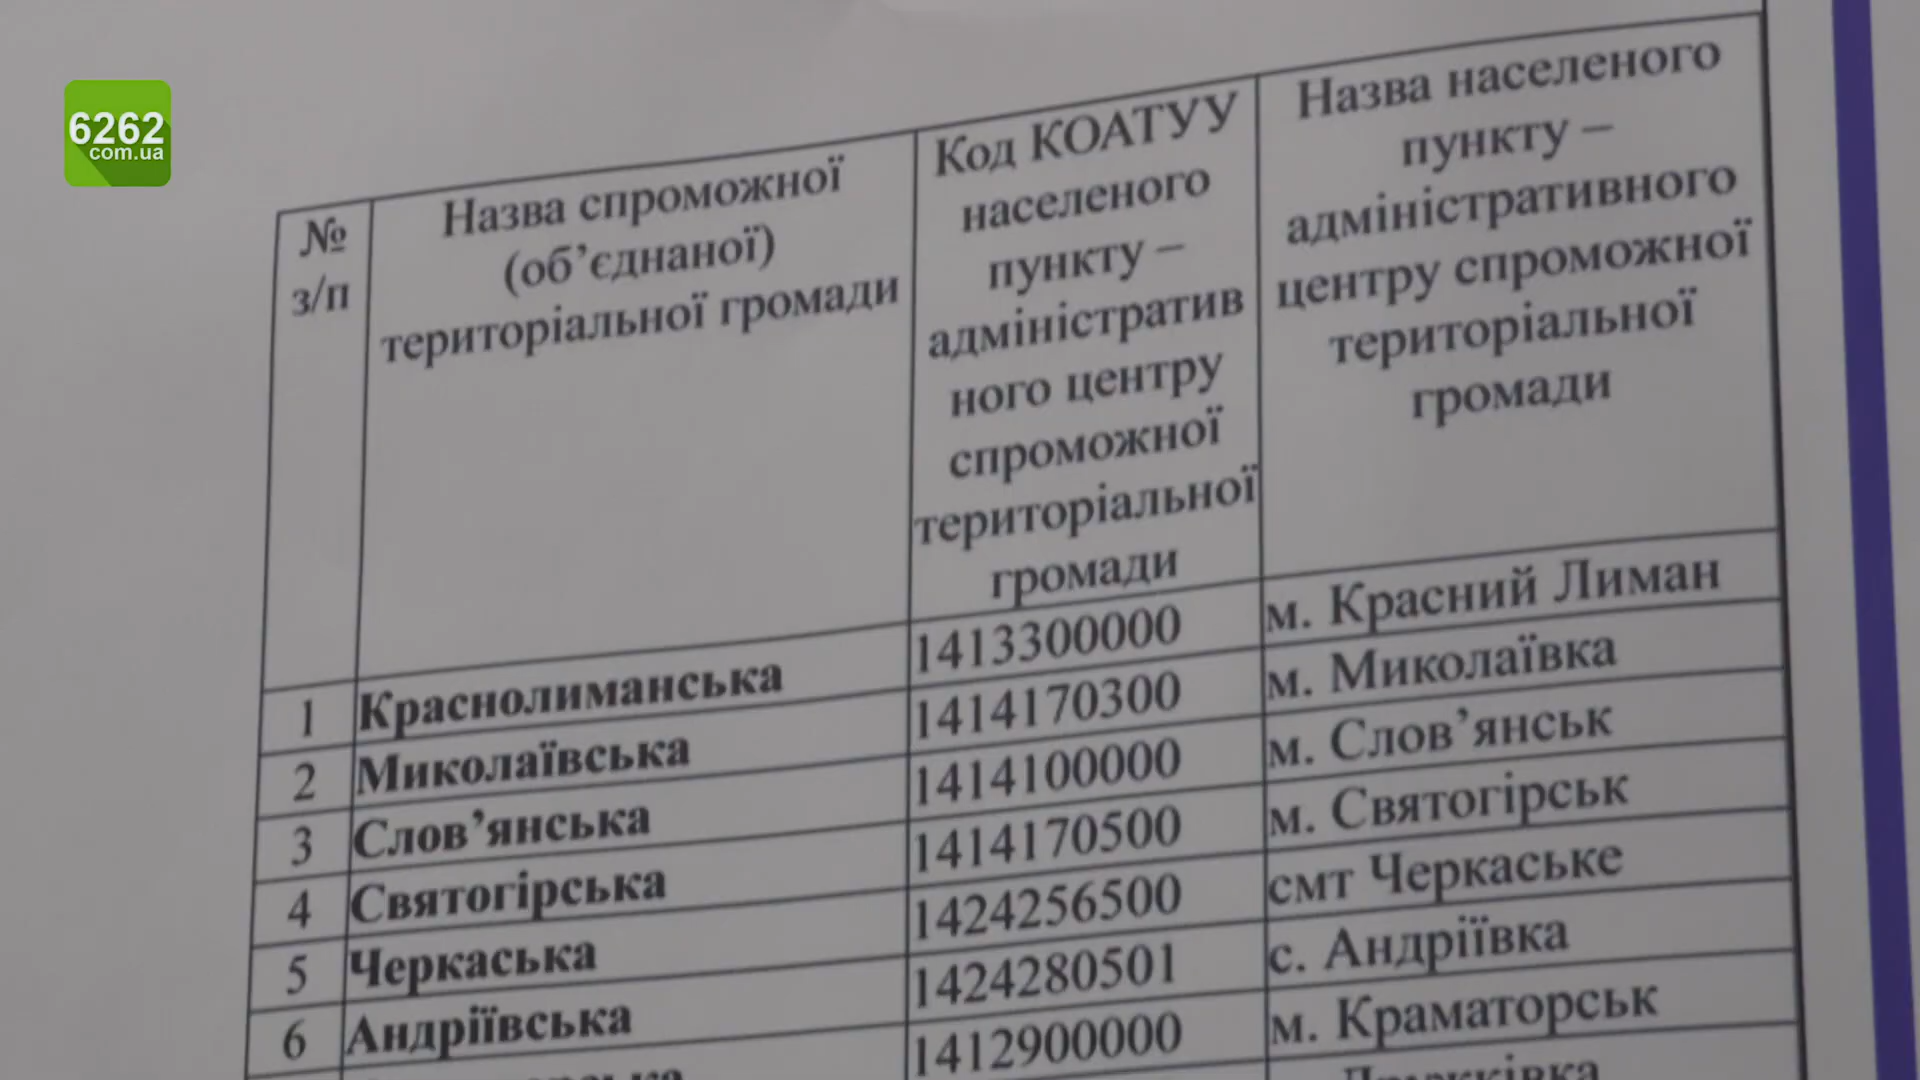 6262
com.ua
№
з/п
Назва спроможної
(об’єднаної)
територіальної громади
Код КОАТУУ
населеного
пункту –
адміністратив
ного центру
спроможної
територіальної
громади
Назва населеного
пункту –
адміністративного
центру спроможної
територіальної
громади
1 Краснолиманська 1413300000 м. Красний Лиман
2 Миколаївська 1414170300 м. Миколаївка
3 Слов’янська 1414100000 м. Слов’янськ
4 Святогірська 1414170500 м. Святогірськ
5 Черкаська 1424256500 смт Черкаське
6 Андріївська 1424280501 с. Андріївка
1412900000 м. Краматорськ